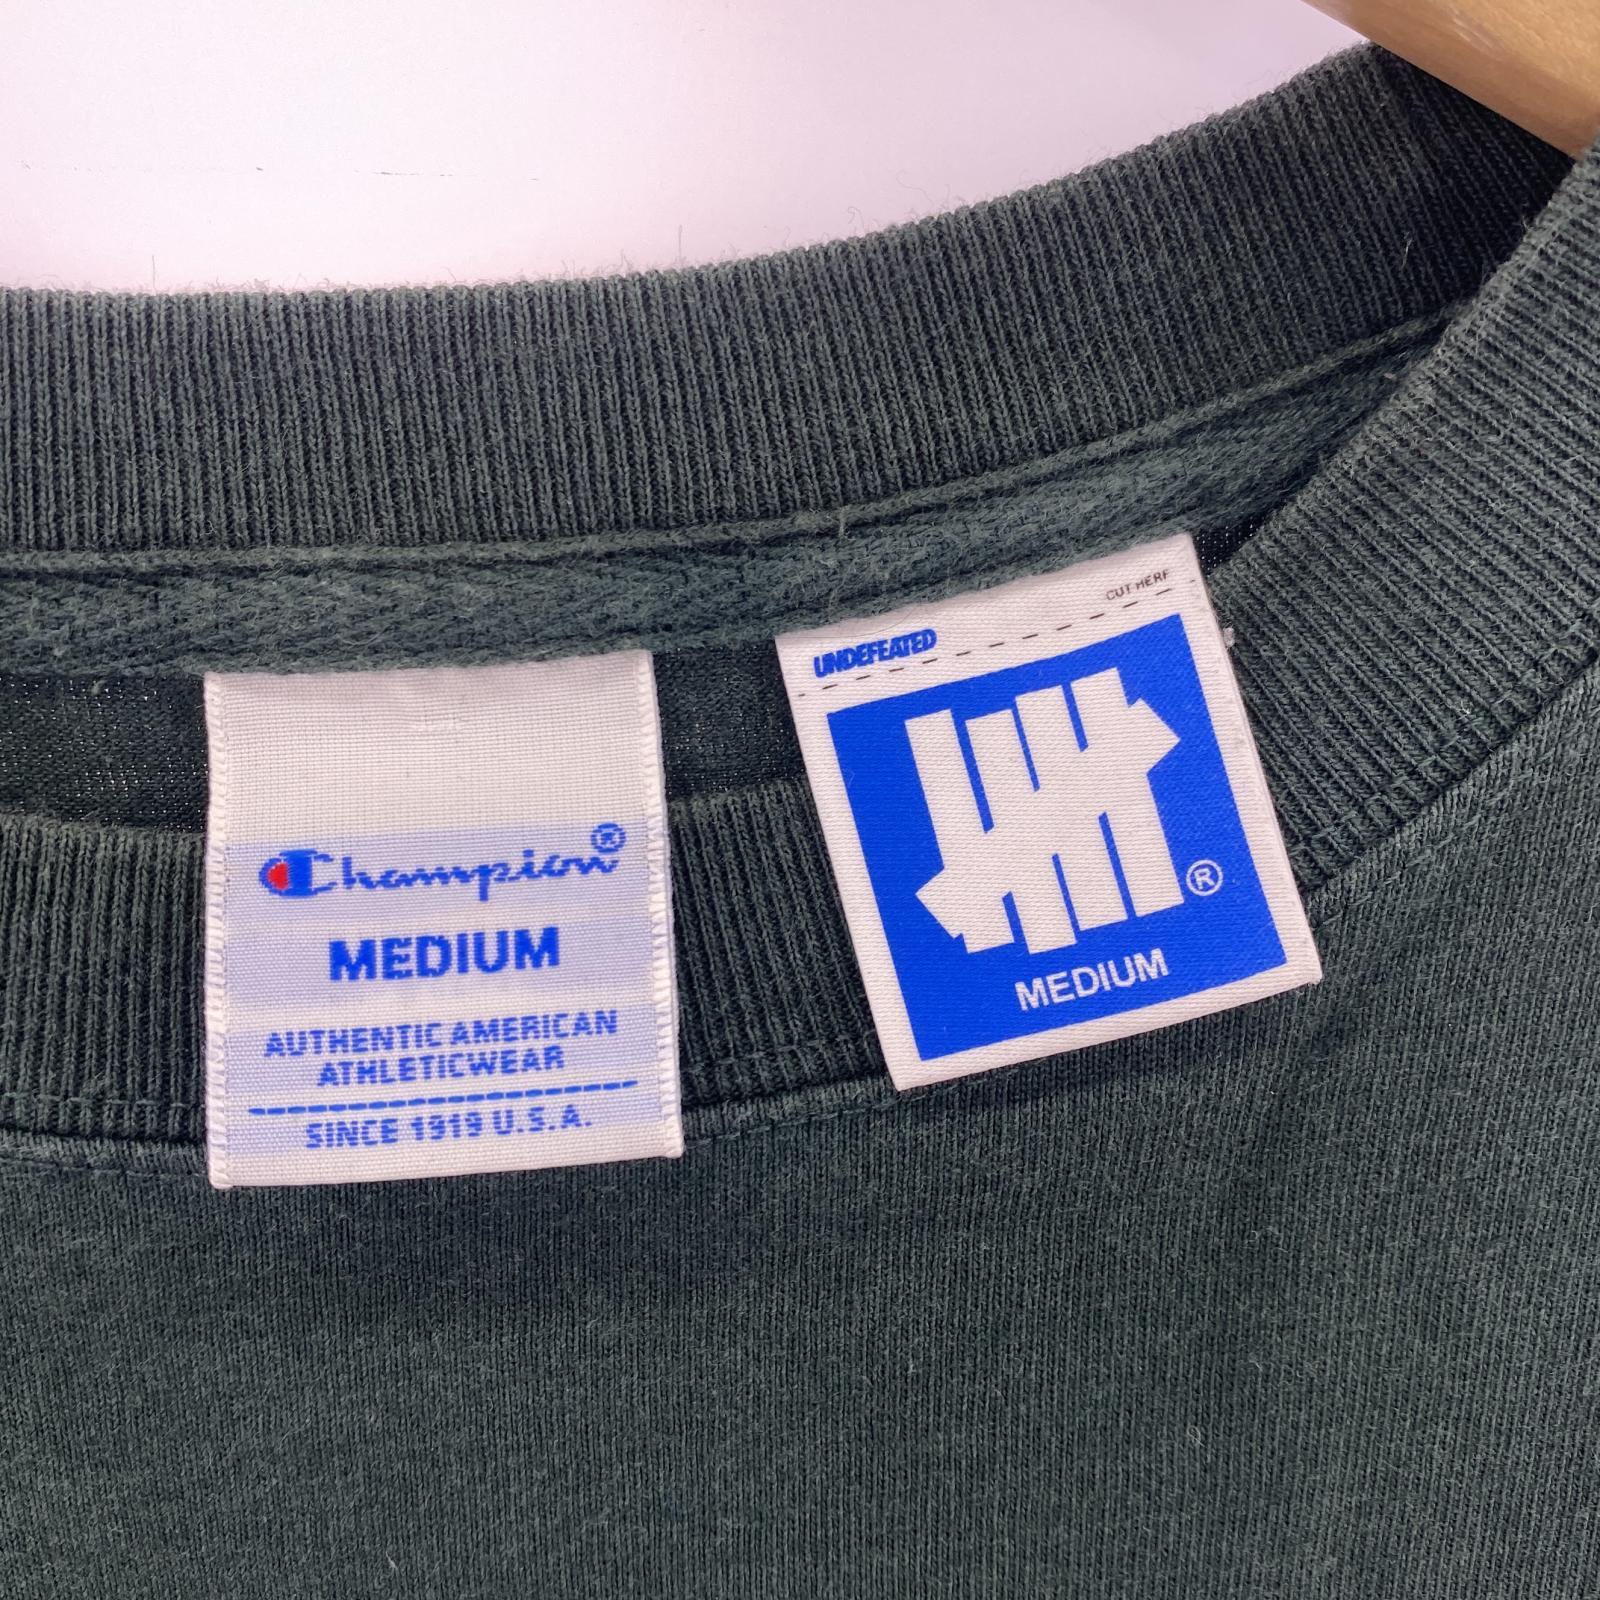 Champion®
MEDIUM
AUTHENTIC AMERICAN
ATHLETICWEAR
SINCE 1919 U.S.A.
CUT HERE
UNDEFEATED
®
MEDIUM